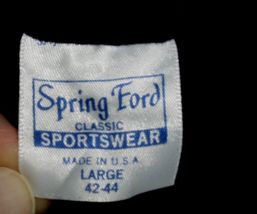 Spring Ford
CLASSIC
SPORTSWEAR
MADE IN U.S.A.
LARGE
42-44